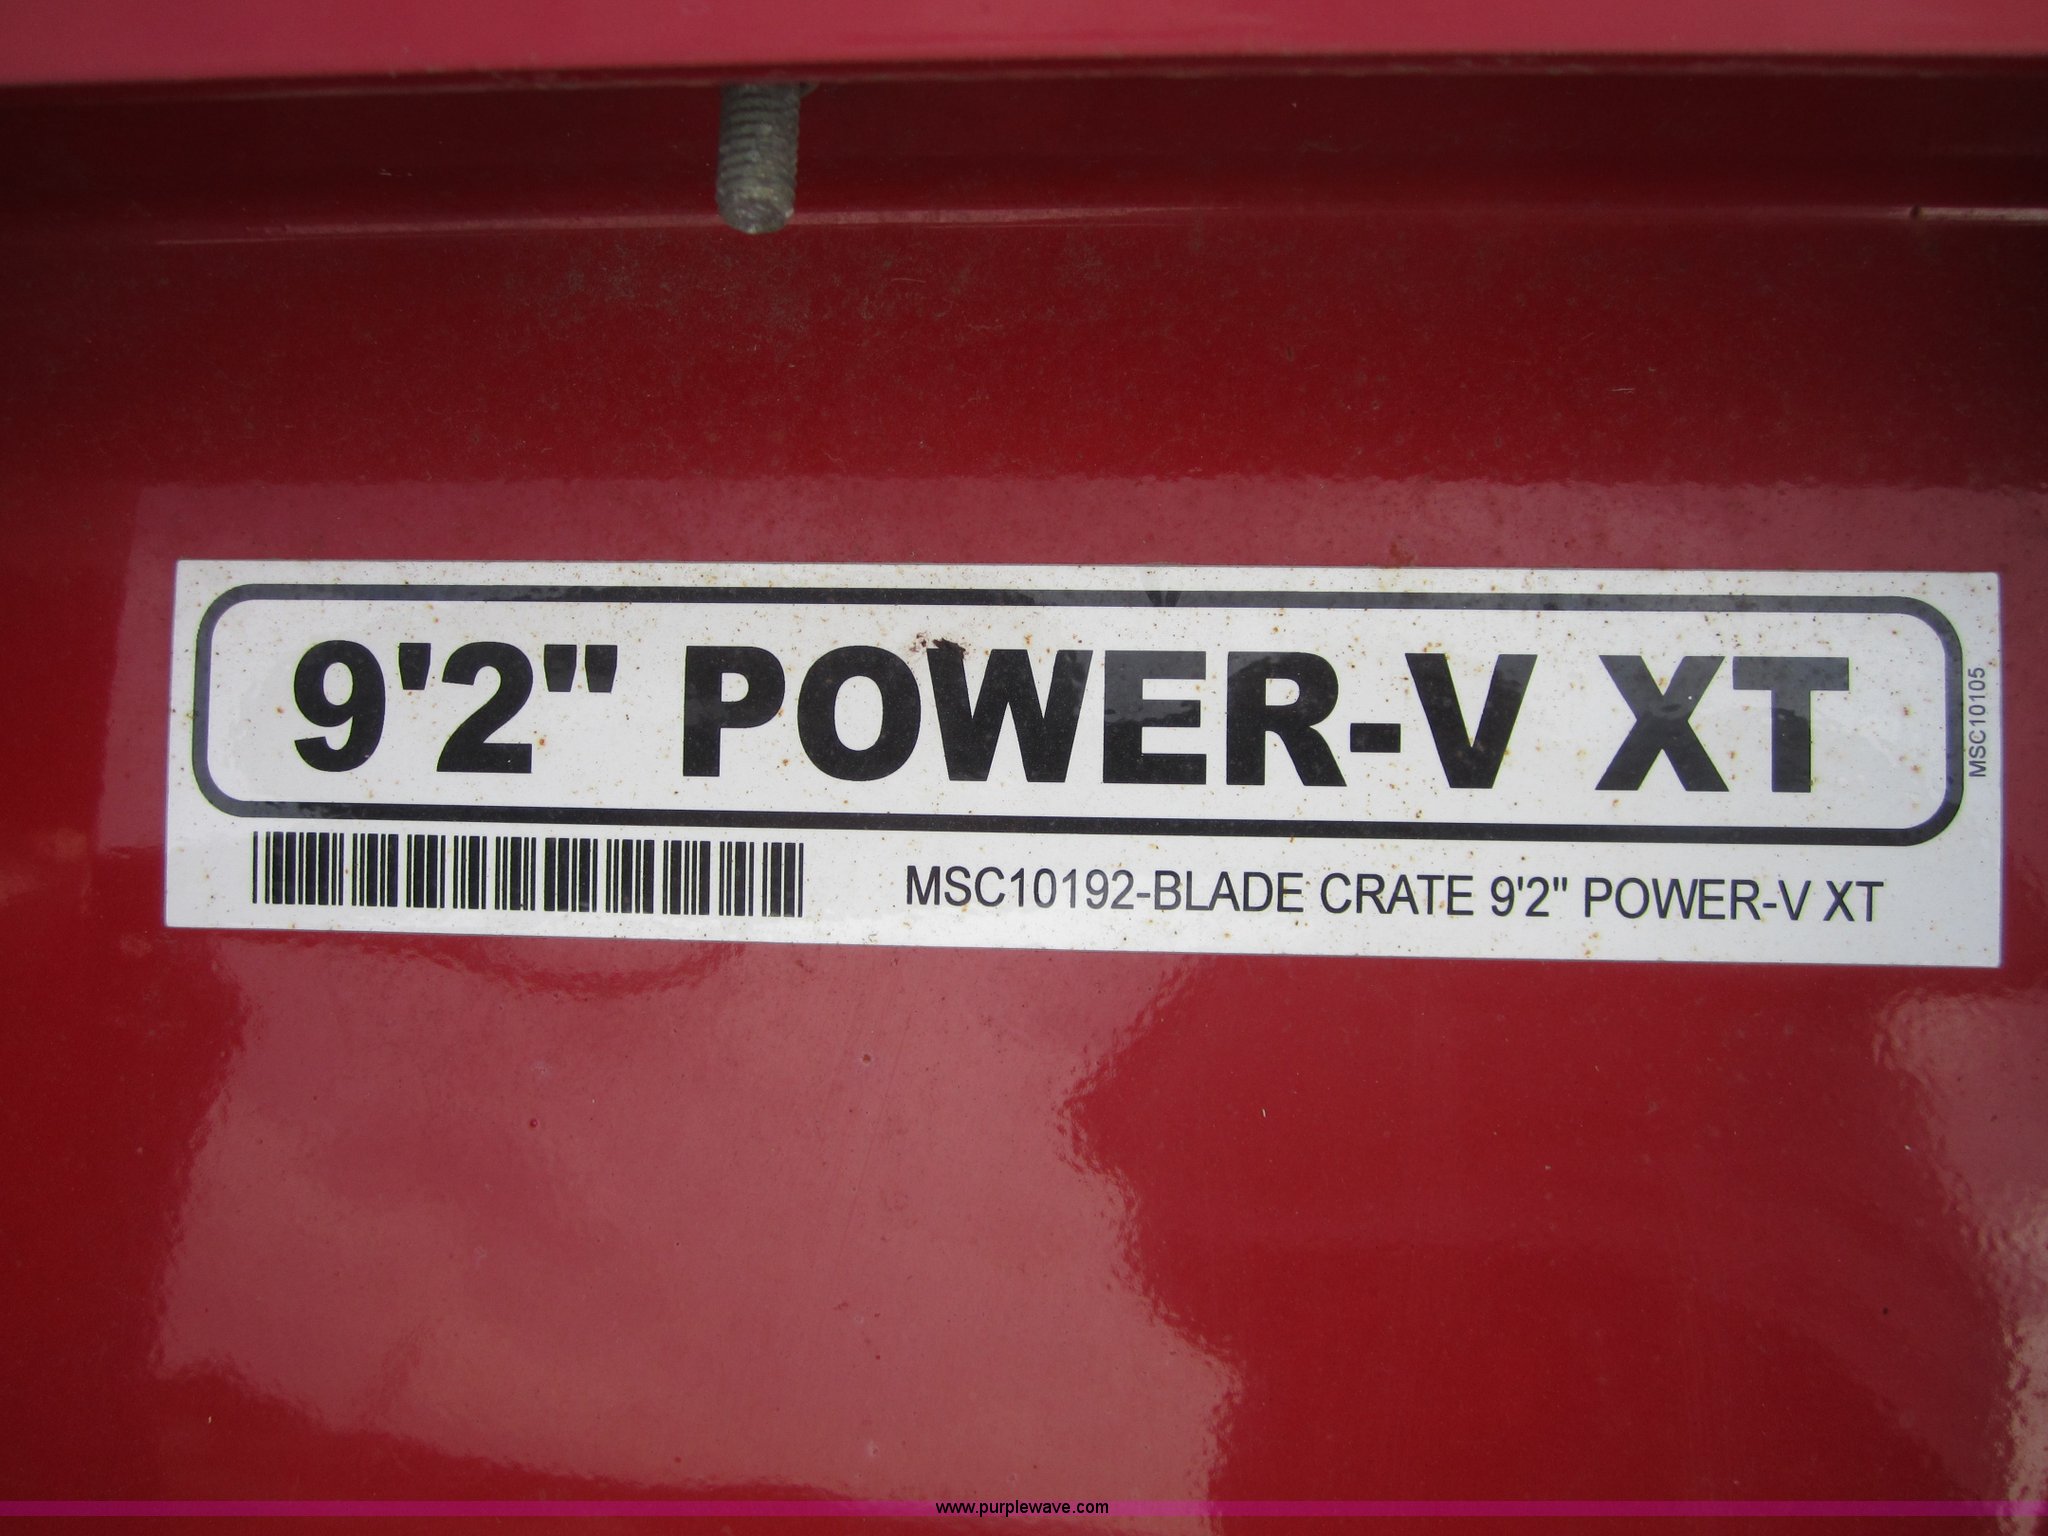 9'2" POWER-V XT
MSC10105
MSC10192-BLADE CRATE 9'2" POWER-V XT
www.purplewave.com